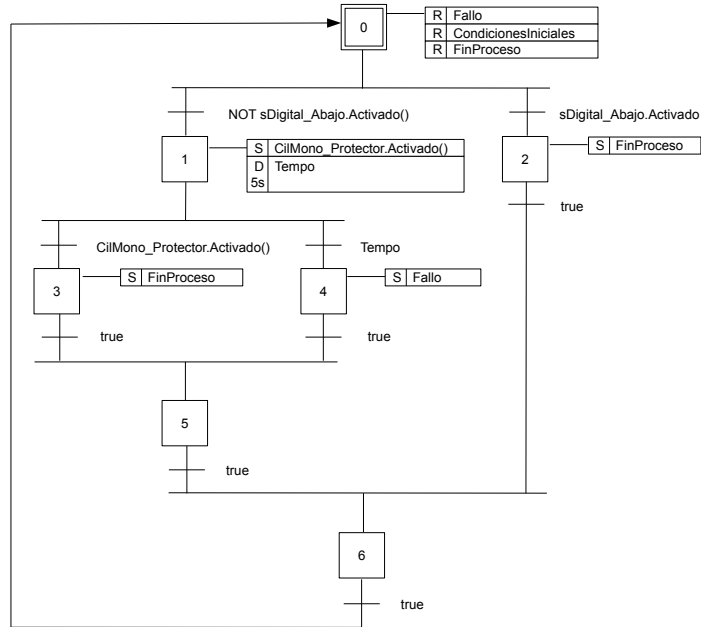 0
R Fallo
R CondicionesIniciales
R FinProceso
NOT sDigital_Abajo.Activado()
sDigital_Abajo.Activado
1
S CilMono_Protector.Activado()
D Tempo
5s
2
S FinProceso
true
CilMono_Protector.Activado()
Tempo
3
S FinProceso
4
S Fallo
true
true
5
true
6
true